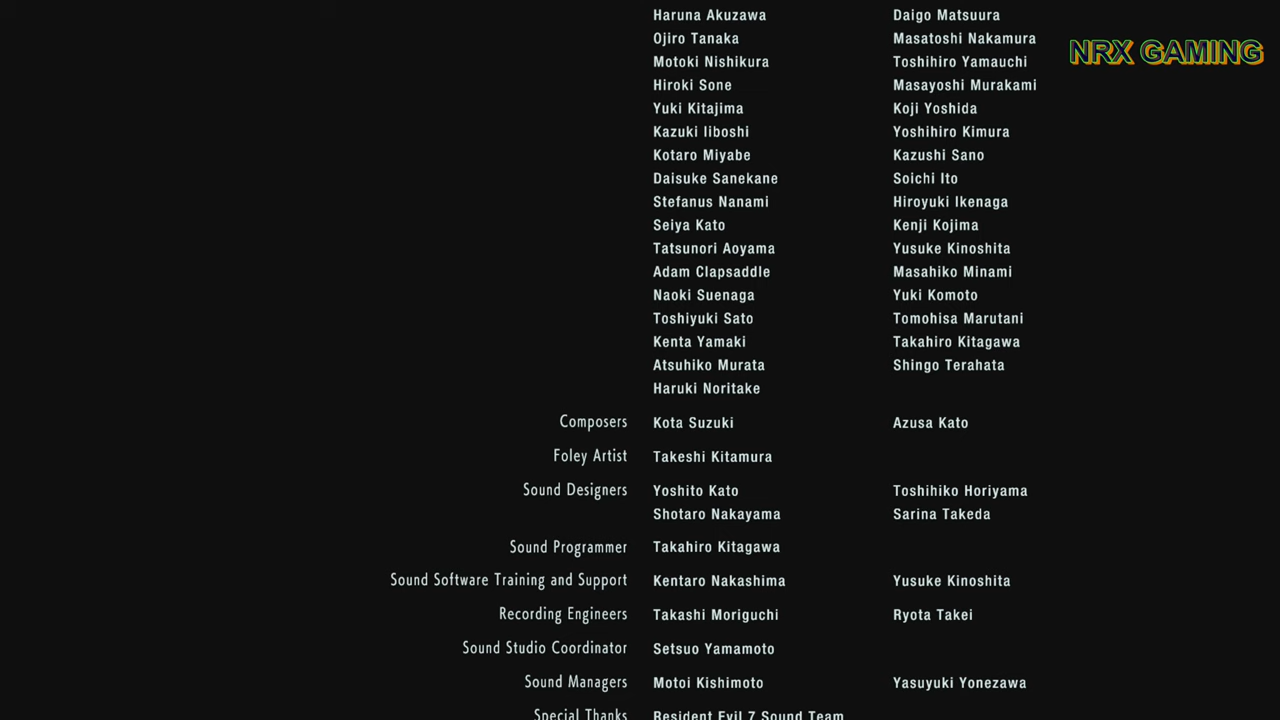 Haruna Akuzawa Daigo Matsuura
NRX GAMING
Ojiro Tanaka Masatoshi Nakamura
Motoki Nishikura Toshihiro Yamauchi
Hiroki Sone Masayoshi Murakami
Yuki Kitajima Koji Yoshida
Kazuki Iiboshi Yoshihiro Kimura
Kotaro Miyabe Kazushi Sano
Daisuke Sanekane Soichi Ito
Stefanus Nanami Hiroyuki Ikenaga
Seiya Kato Kenji Kojima
Tatsunori Aoyama Yusuke Kinoshita
Adam Clapsaddle Masahiko Minami
Naoki Suenaga Yuki Komoto
Toshiyuki Sato Tomohisa Marutani
Kenta Yamaki Takahiro Kitagawa
Atsuhiko Murata Shingo Terahata
Haruki Noritake
Composers Kota Suzuki Azusa Kato
Foley Artist Takeshi Kitamura
Sound Designers Yoshito Kato Toshihiko Horiyama
Shotaro Nakayama Sarina Takeda
Sound Programmer Takahiro Kitagawa
Sound Software Training and Support Kentaro Nakashima Yusuke Kinoshita
Recording Engineers Takashi Moriguchi Ryota Takei
Sound Studio Coordinator Setsuo Yamamoto
Sound Managers Motoi Kishimoto Yasuyuki Yonezawa
Special Thanks Resident Evil 7 Sound Team